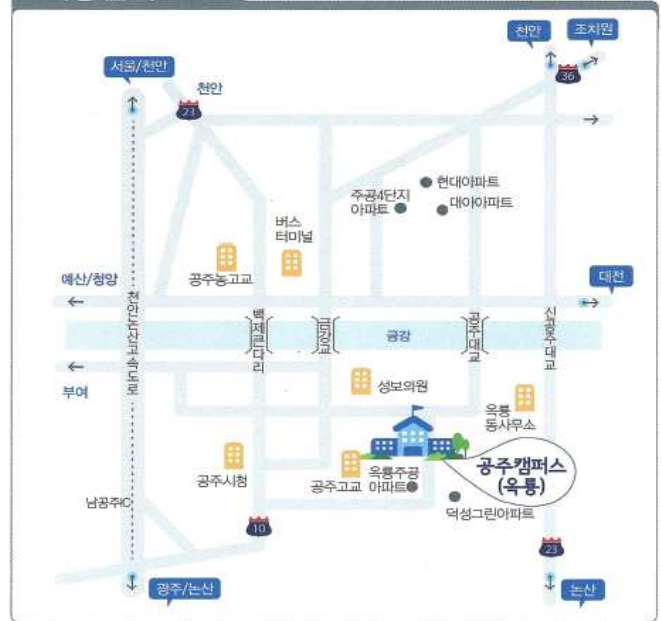 천안
조치원
36
서울/천안
천안
23
현대아파트
주공4단지
아파트
대아아파트
버스
터미널
공주농고교
예산/청양
대전
천안논산고속도로
백제큰다리
금강교
금강
공주대교
신공주대교
부여
성보의원
옥룡
동사무소
공주시청
공주고교
옥룡주공
아파트
공주캠퍼스
(옥룡)
남공주IC
덕성그린아파트
10
23
광주/논산
논산